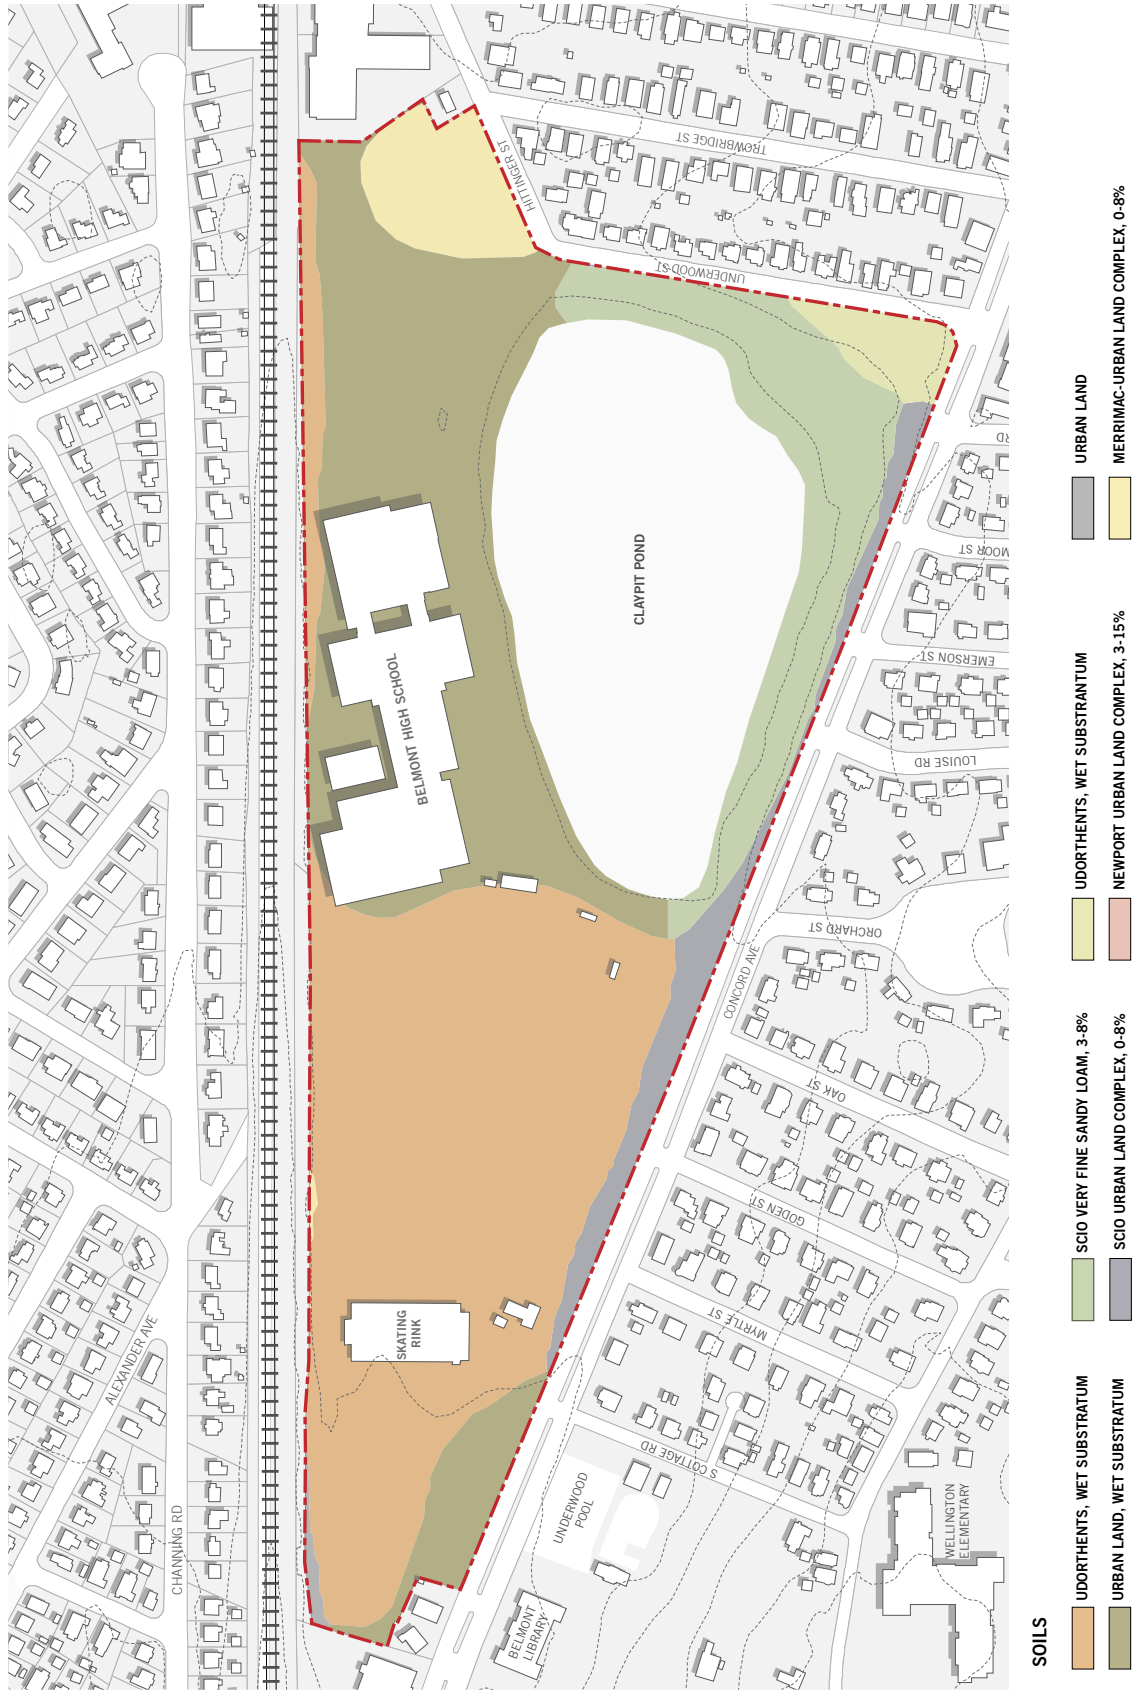 HITTINGER ST
TROWBRIDGE ST
UNDERWOOD ST
RD
MOOR ST
EMERSON ST
LOUISE RD
ORCHARD ST
CONCORD AVE
OAK ST
GODEN ST
MYRTLE ST
S COTTAGE RD
CLAYPIT POND
BELMONT HIGH SCHOOL
SKATING
RINK
ALEXANDER AVE
CHANNING RD
UNDERWOOD
POOL
BELMONT
LIBRARY
WELLINGTON
ELEMENTARY
SOILS
UDORTHENTS, WET SUBSTRATUM
URBAN LAND, WET SUBSTRATUM
SCIO VERY FINE SANDY LOAM, 3-8%
SCIO URBAN LAND COMPLEX, 0-8%
UDORTHENTS, WET SUBSTRANTUM
NEWPORT URBAN LAND COMPLEX, 3-15%
URBAN LAND
MERRIMAC-URBAN LAND COMPLEX, 0-8%